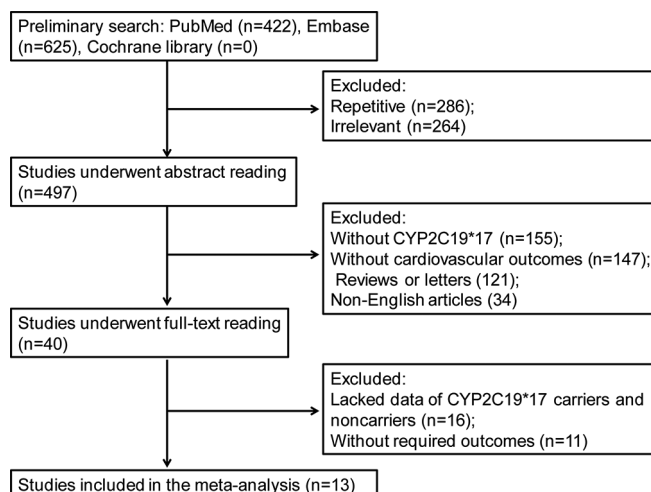 Preliminary search: PubMed (n=422), Embase
(n=625), Cochrane library (n=0)
Excluded:
Repetitive (n=286);
Irrelevant (n=264)
Studies underwent abstract reading
(n=497)
Excluded:
Without CYP2C19*17 (n=155);
Without cardiovascular outcomes (n=147);
Reviews or letters (121);
Non-English articles (34)
Studies underwent full-text reading
(n=40)
Excluded:
Lacked data of CYP2C19*17 carriers and
noncarriers (n=16);
Without required outcomes (n=11)
Studies included in the meta-analysis (n=13)